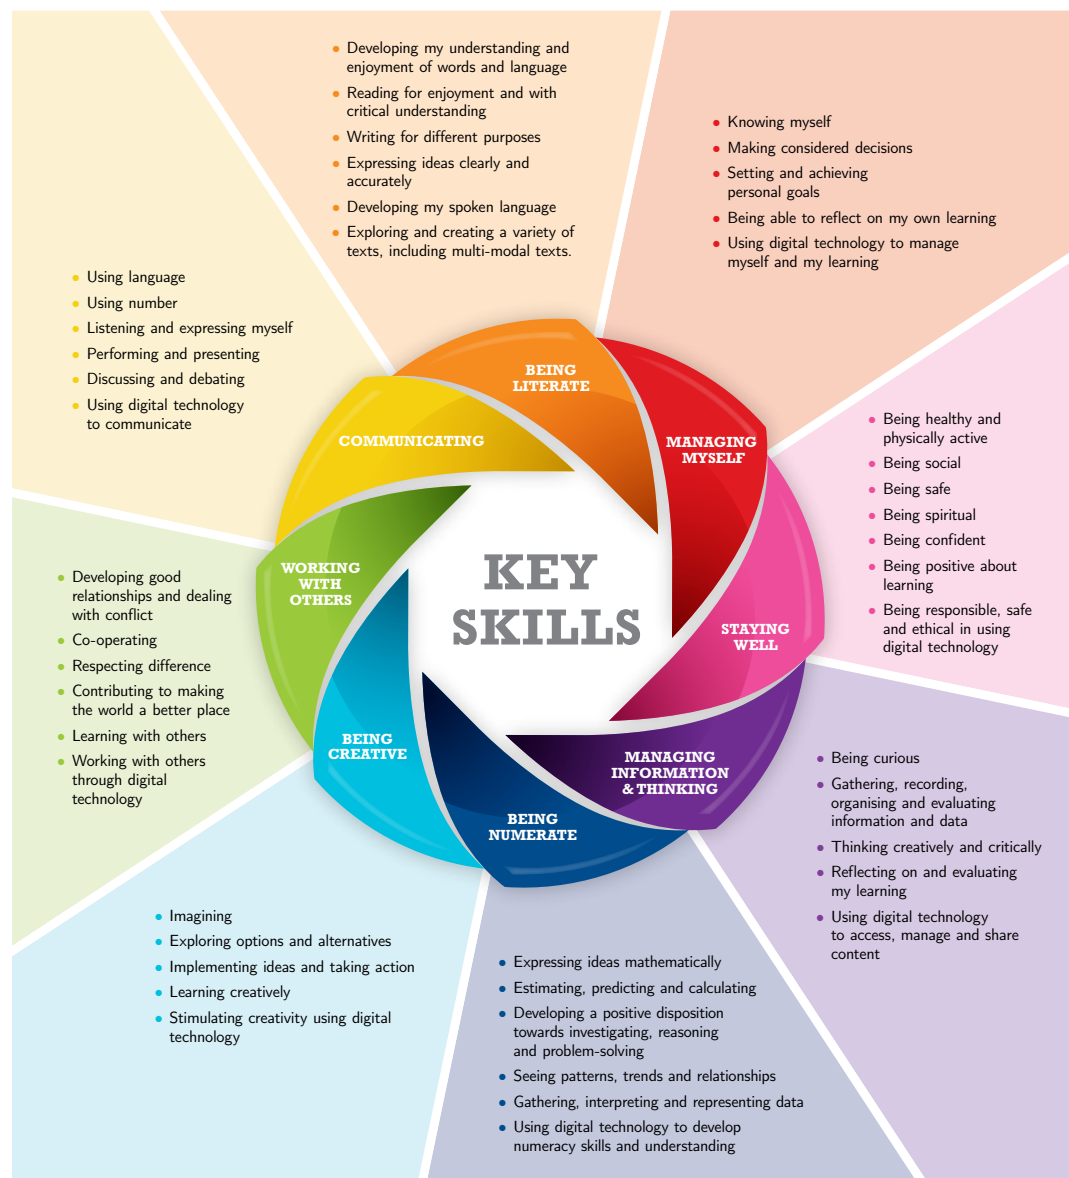 • Developing my understanding and
enjoyment of words and language
• Reading for enjoyment and with
critical understanding
• Writing for different purposes
• Expressing ideas clearly and
accurately
• Developing my spoken language
• Exploring and creating a variety of
texts, including multi-modal texts.
• Knowing myself
• Making considered decisions
• Setting and achieving
personal goals
• Being able to reflect on my own learning
• Using digital technology to manage
myself and my learning
• Using language
• Using number
• Listening and expressing myself
• Performing and presenting
• Discussing and debating
• Using digital technology
to communicate
BEING
LITERATE
COMMUNICATING
MANAGING
MYSELF
• Being healthy and
physically active
• Being social
• Being safe
• Being spiritual
• Being confident
• Being positive about
learning
• Being responsible, safe
and ethical in using
digital technology
WORKING
WITH
OTHERS
KEY
SKILLS
STAYING
WELL
• Developing good
relationships and dealing
with conflict
• Co-operating
• Respecting difference
• Contributing to making
the world a better place
• Learning with others
• Working with others
through digital
technology
BEING
CREATIVE
MANAGING
INFORMATION
& THINKING
BEING
NUMERATE
• Being curious
• Gathering, recording,
organising and evaluating
information and data
• Thinking creatively and critically
• Reflecting on and evaluating
my learning
• Using digital technology
to access, manage and share
content
• Imagining
• Exploring options and alternatives
• Implementing ideas and taking action
• Learning creatively
• Stimulating creativity using digital
technology
• Expressing ideas mathematically
• Estimating, predicting and calculating
• Developing a positive disposition
towards investigating, reasoning
and problem-solving
• Seeing patterns, trends and relationships
• Gathering, interpreting and representing data
• Using digital technology to develop
numeracy skills and understanding